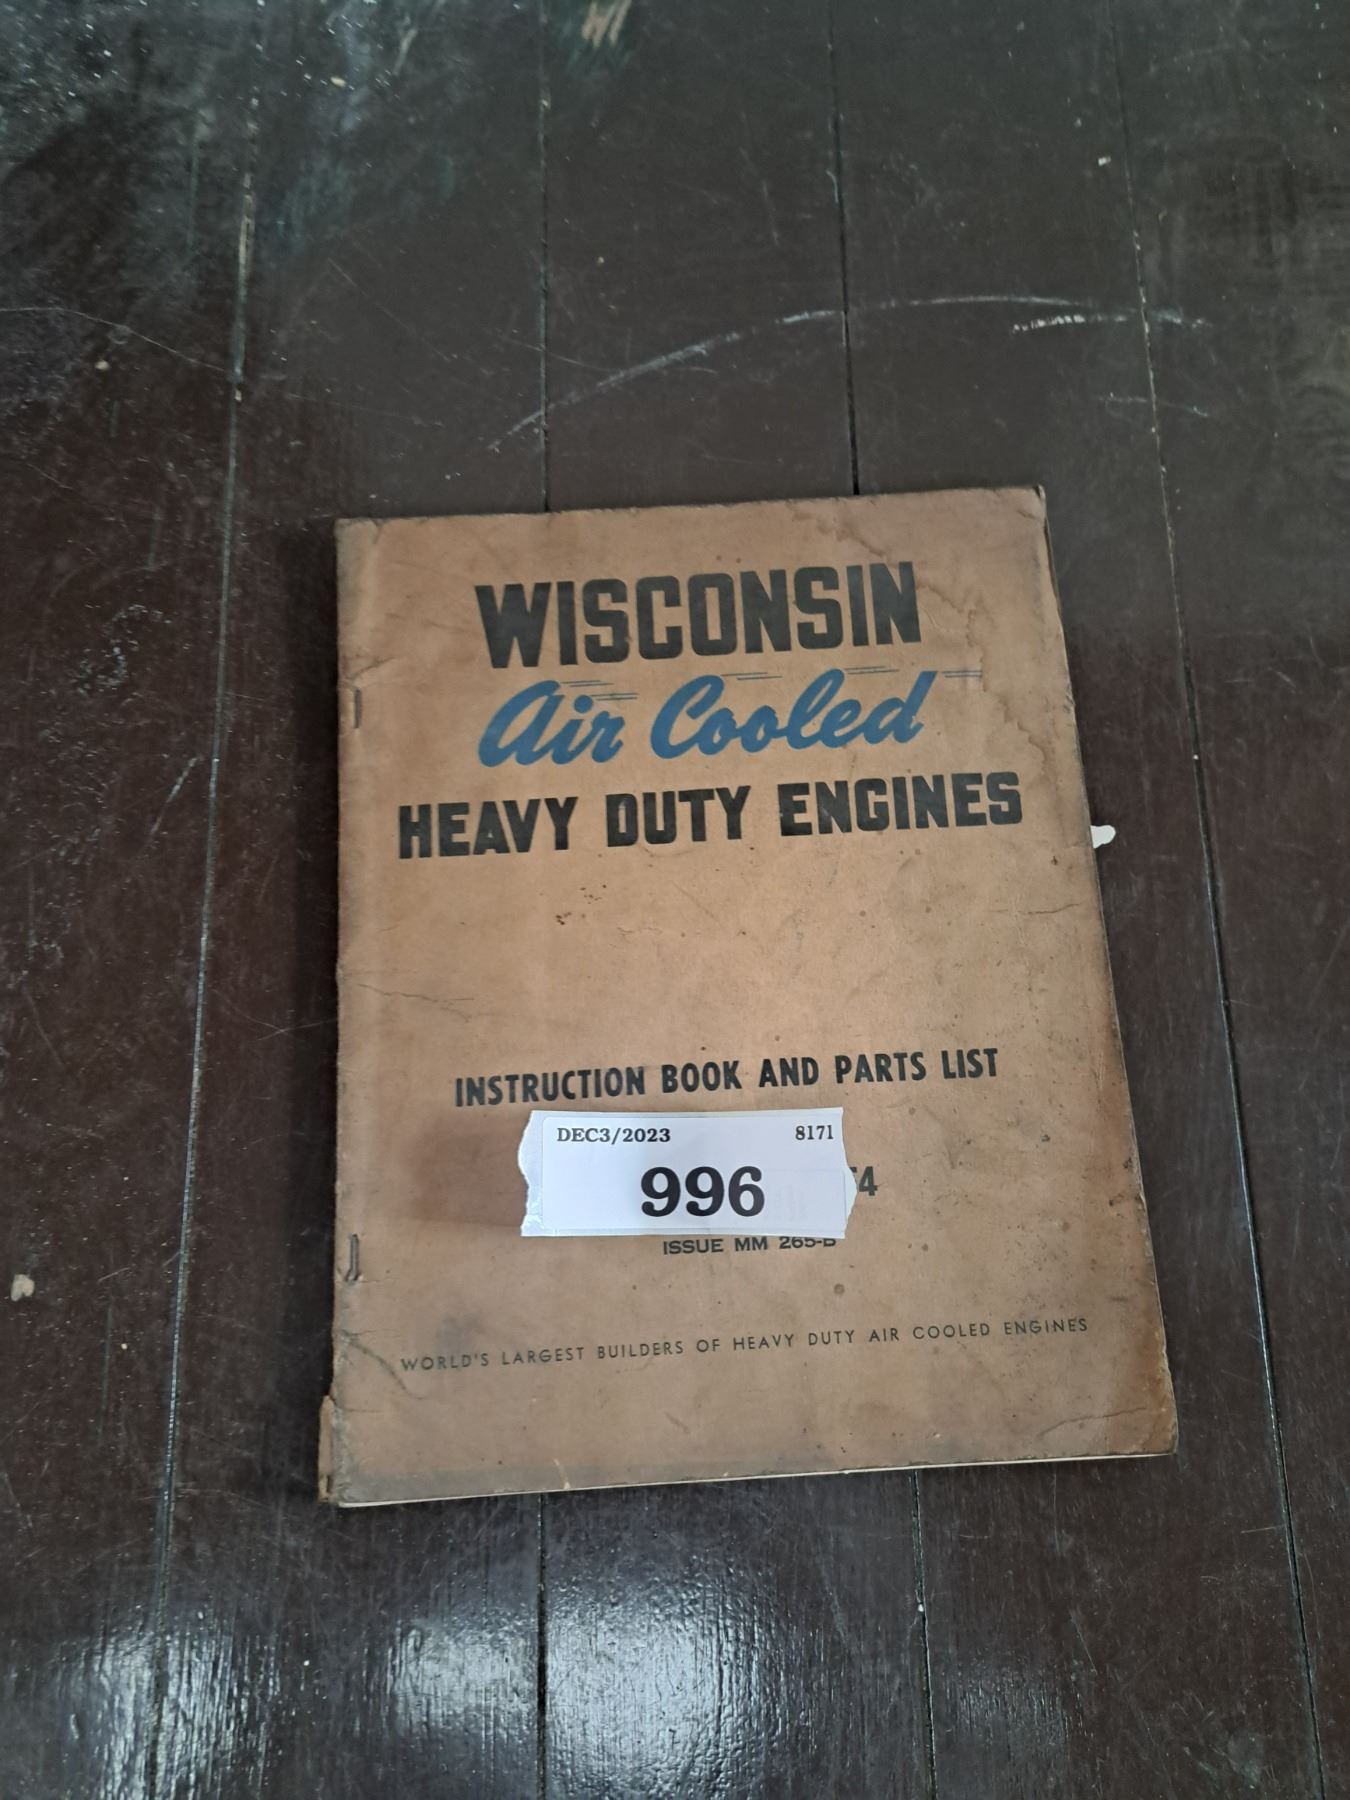 WISCONSIN
Air Cooled
HEAVY DUTY ENGINES
INSTRUCTION BOOK AND PARTS LIST
DEC3/2023 8171
996
ISSUE MM 265-B
WORLD'S LARGEST BUILDERS OF HEAVY DUTY AIR COOLED ENGINES